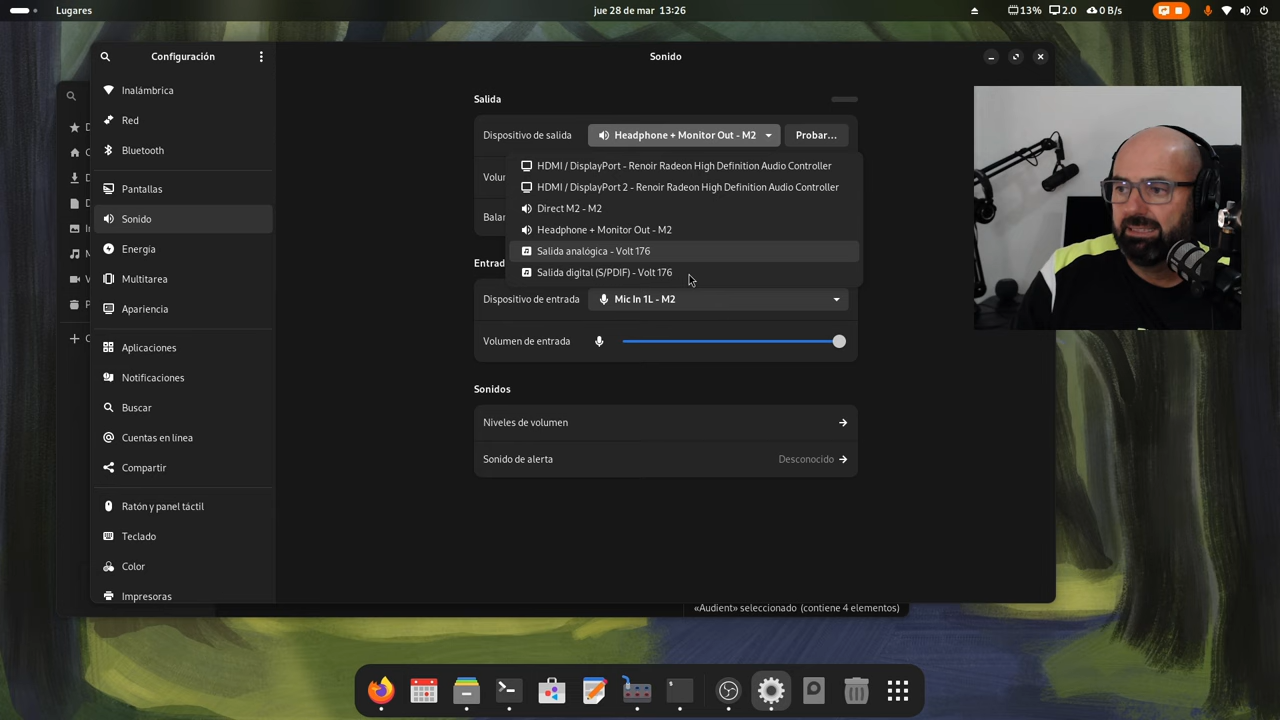 Lugares
jue 28 de mar 13:26
13%
2.0
0 B/s
Configuración
Sonido
Inalámbrica
Red
Bluetooth
Pantallas
Sonido
Energía
Multitarea
Apariencia
Aplicaciones
Notificaciones
Buscar
Cuentas en línea
Compartir
Ratón y panel táctil
Teclado
Color
Impresoras
Salida
Dispositivo de salida
Headphone + Monitor Out - M2
Probar...
HDMI / DisplayPort - Renoir Radeon High Definition Audio Controller
HDMI / DisplayPort 2 - Renoir Radeon High Definition Audio Controller
Direct M2 - M2
Headphone + Monitor Out - M2
Salida analógica - Volt 176
Salida digital (S/PDIF) - Volt 176
Dispositivo de entrada
Mic In 1L - M2
Volumen de entrada
Sonidos
Niveles de volumen
Sonido de alerta
Desconocido
«Audient» seleccionado (contiene 4 elementos)